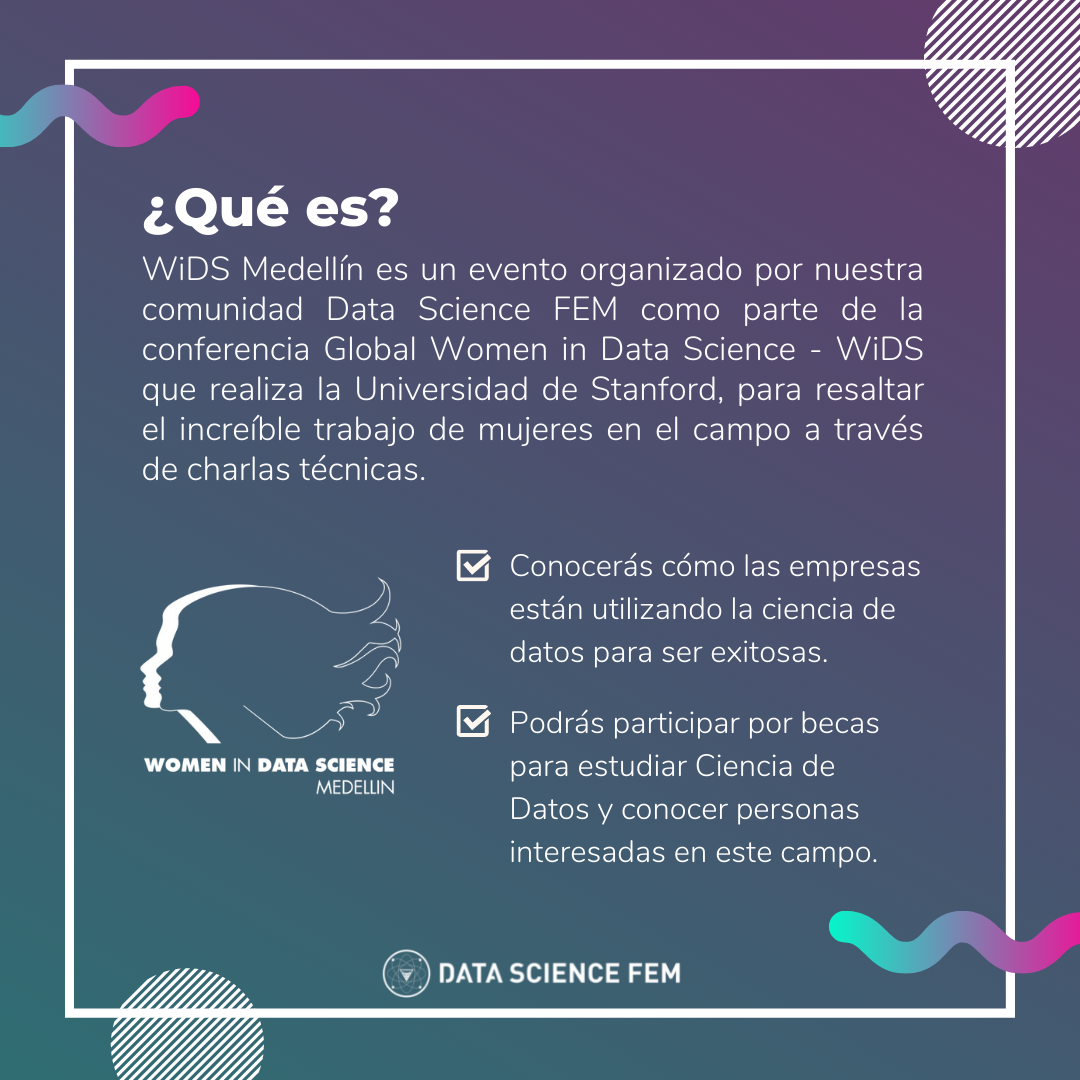 ¿Qué es?
WiDS Medellín es un evento organizado por nuestra
comunidad Data Science FEM como parte de la
conferencia Global Women in Data Science - WiDS
que realiza la Universidad de Stanford, para resaltar
el increíble trabajo de mujeres en el campo a través
de charlas técnicas.
Conocerás cómo las empresas
están utilizando la ciencia de
datos para ser exitosas.
Podrás participar por becas
para estudiar Ciencia de
Datos y conocer personas
interesadas en este campo.
WOMEN IN DATA SCIENCE
MEDELLIN
DATA SCIENCE FEM